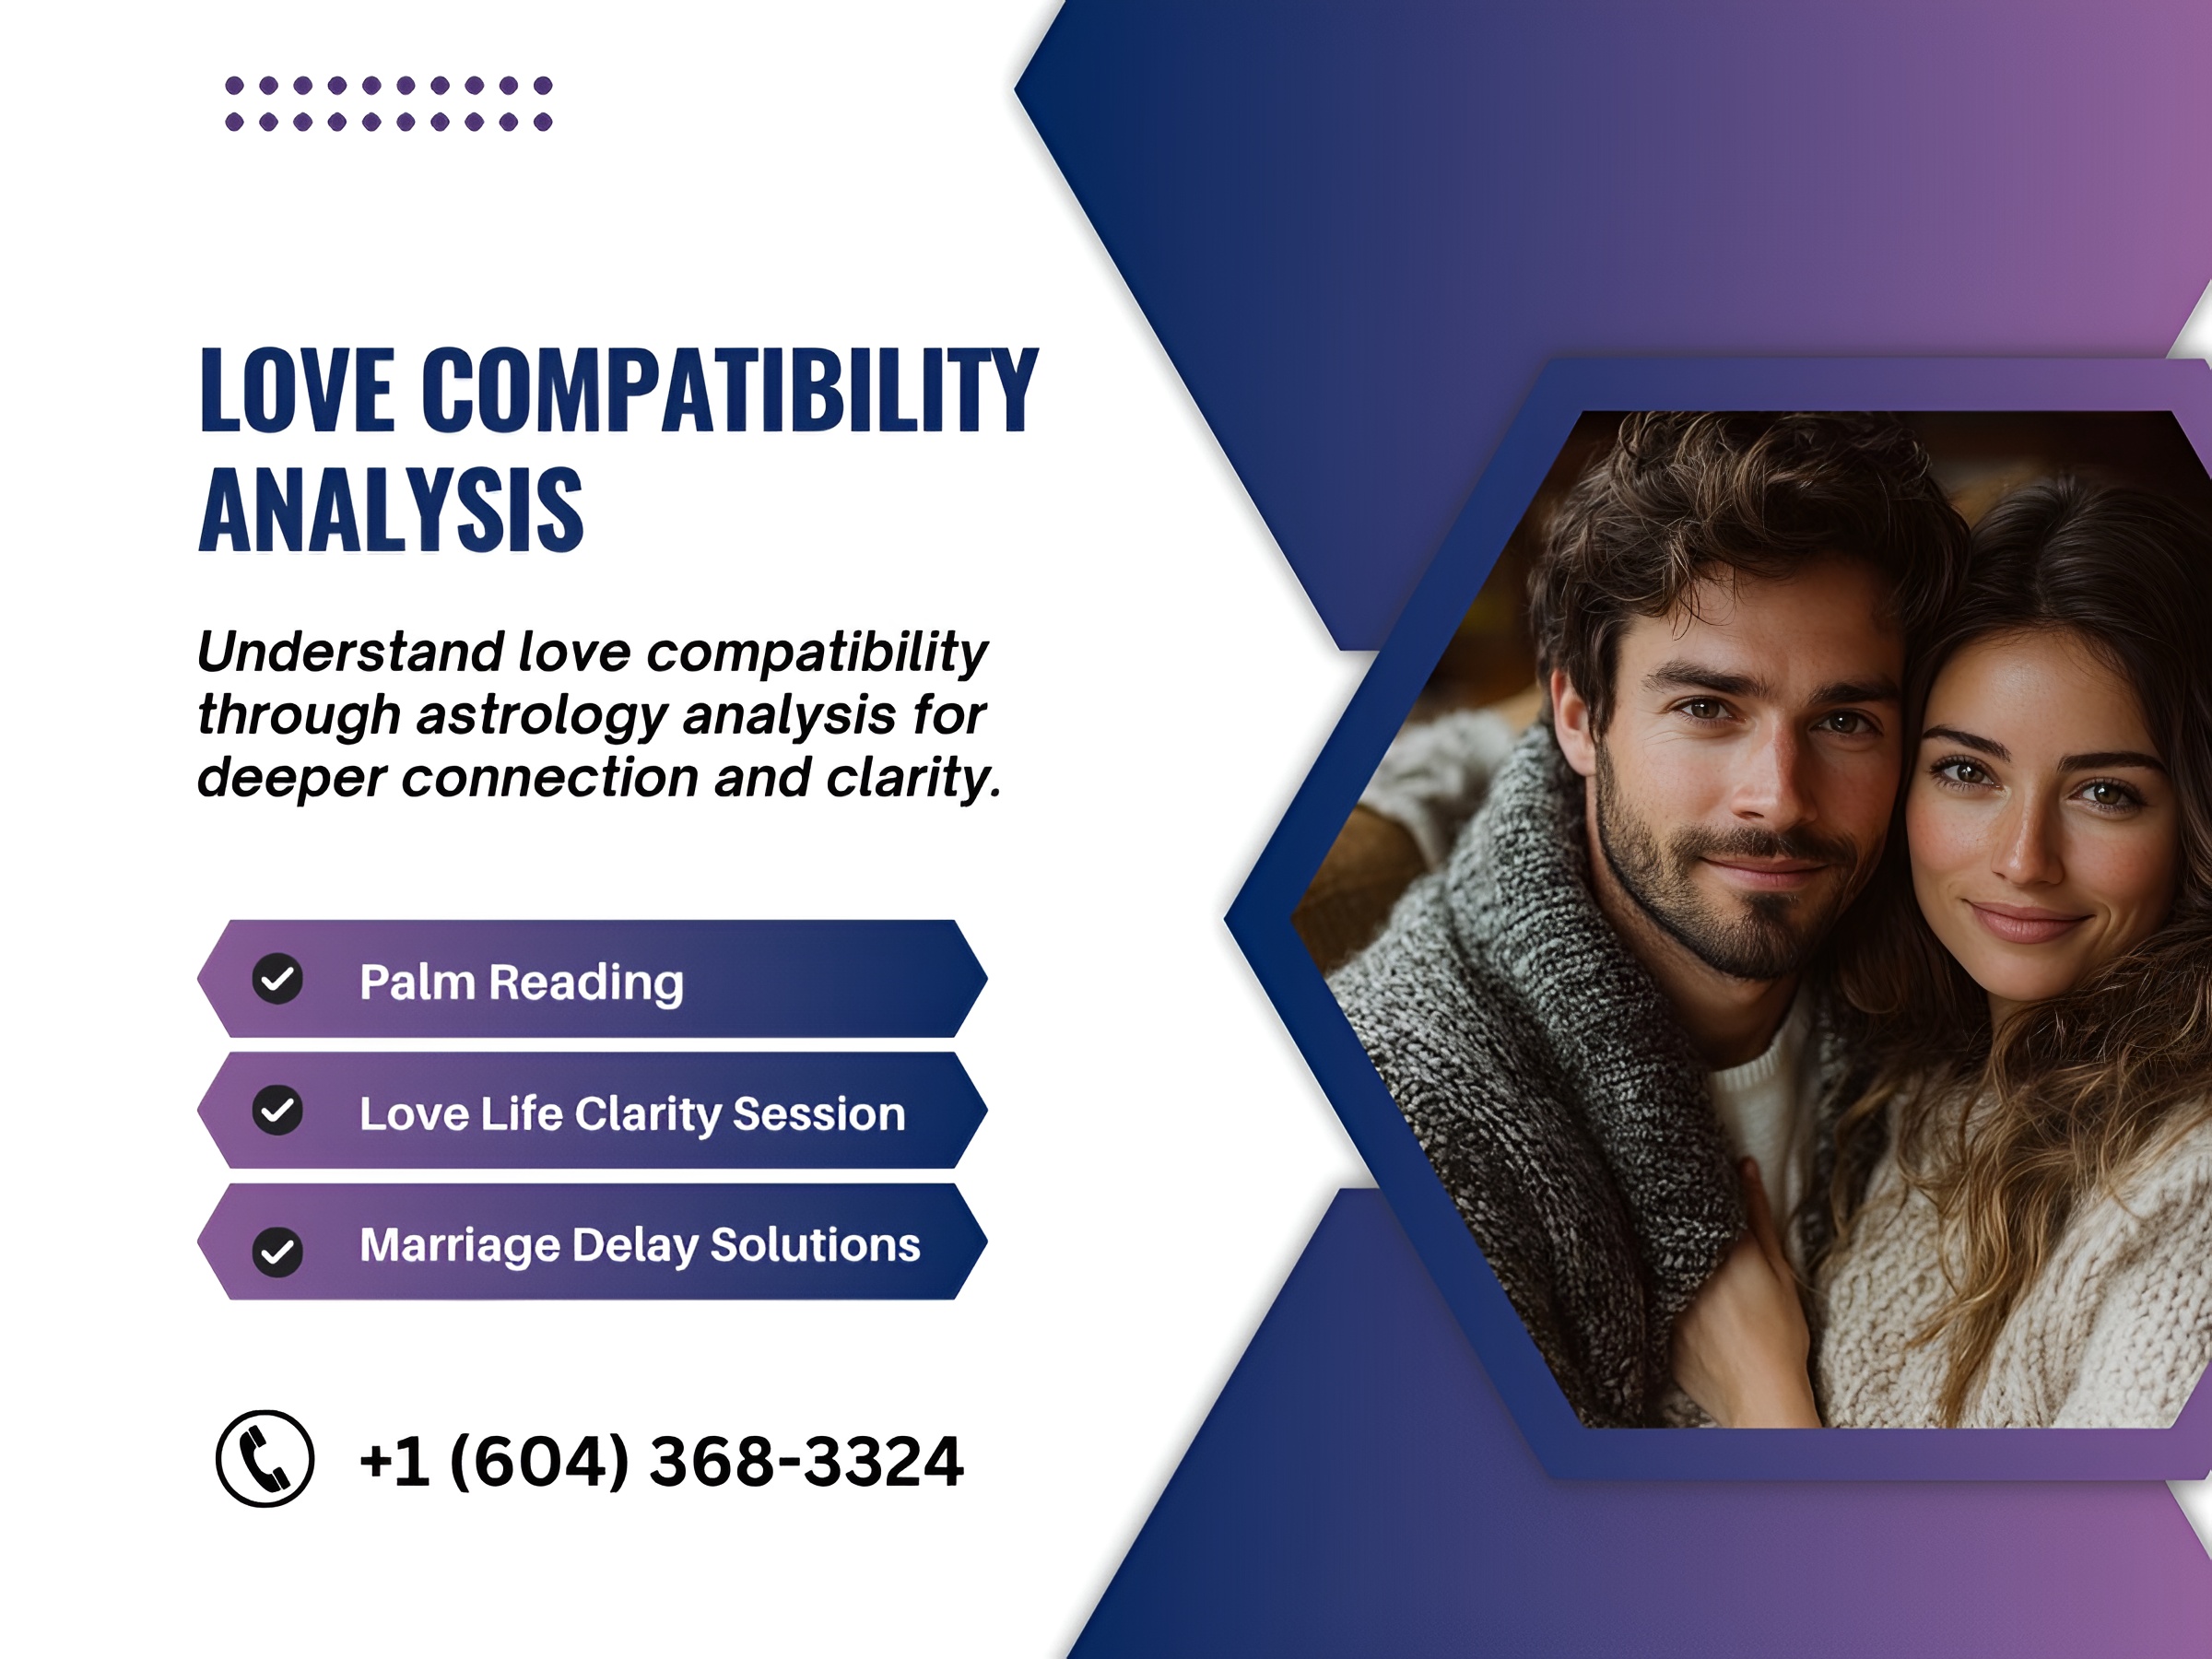 LOVE COMPATIBILITY
ANALYSIS
Understand love compatibility
through astrology analysis for
deeper connection and clarity.
Palm Reading
Love Life Clarity Session
Marriage Delay Solutions
+1 (604) 368-3324